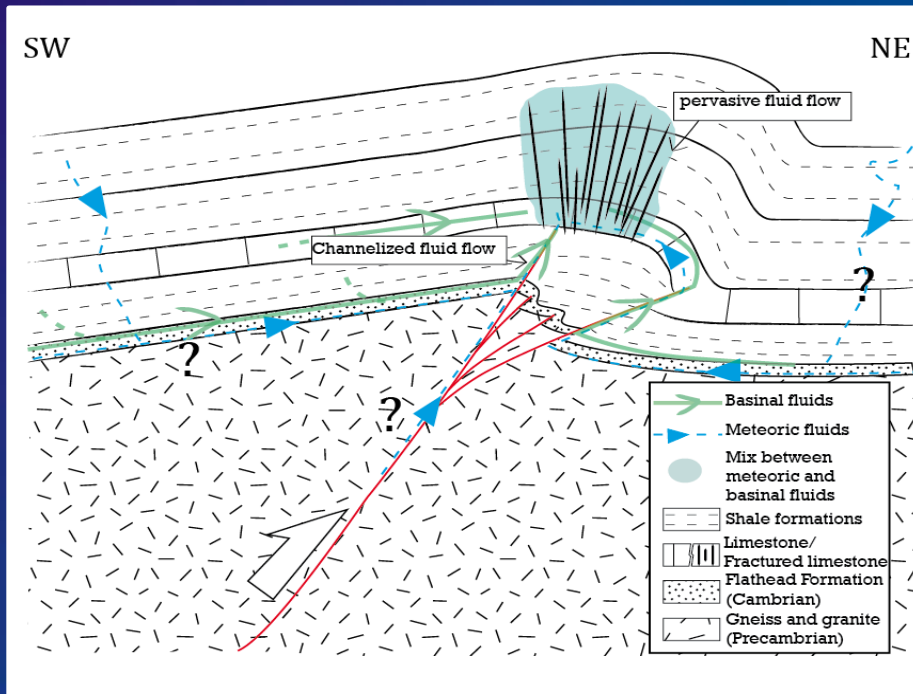 SW
NE
pervasive fluid flow
Channelized fluid flow
?
?
?
Basinal fluids
Meteoric fluids
Mix between
meteoric and
basinal fluids
Shale formations
Limestone/
Fractured limestone
Flathead Formation
(Cambrian)
Gneiss and granite
(Precambrian)